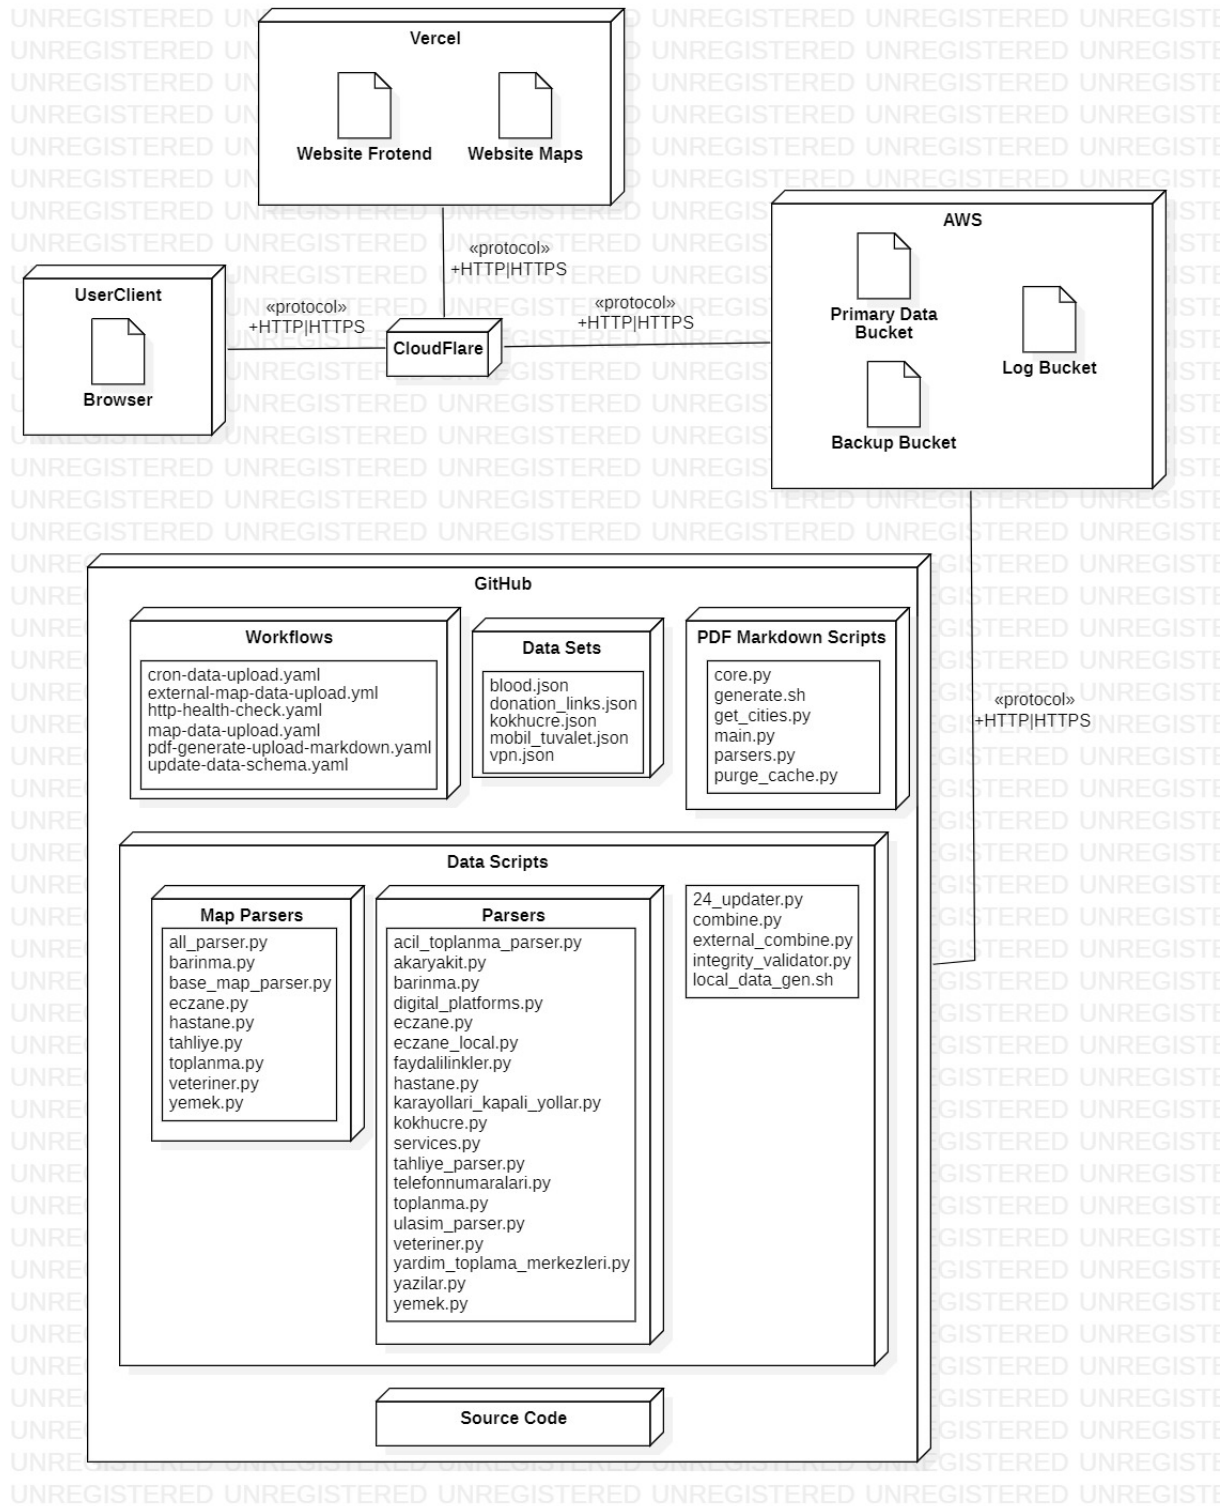 Vercel
Website Frotend
Website Maps
«protocol»
+HTTP|HTTPS
UserClient
Browser
«protocol»
+HTTP|HTTPS
CloudFlare
«protocol»
+HTTP|HTTPS
AWS
Primary Data
Bucket
Log Bucket
Backup Bucket
«protocol»
+HTTP|HTTPS
GitHub
Workflows
cron-data-upload.yaml
external-map-data-upload.yml
http-health-check.yaml
map-data-upload.yaml
pdf-generate-upload-markdown.yaml
update-data-schema.yaml
Data Sets
blood.json
donation_links.json
kokhucre.json
mobil_tuvalet.json
vpn.json
PDF Markdown Scripts
core.py
generate.sh
get_cities.py
main.py
parsers.py
purge_cache.py
Data Scripts
Map Parsers
all_parser.py
barinma.py
base_map_parser.py
eczane.py
hastane.py
tahliye.py
toplanma.py
veteriner.py
yemek.py
Parsers
acil_toplanma_parser.py
akaryakit.py
barinma.py
digital_platforms.py
eczane.py
eczane_local.py
faydalilinkler.py
hastane.py
karayollari_kapali_yollar.py
kokhucre.py
services.py
tahliye_parser.py
telefonnumaralari.py
toplanma.py
ulasim_parser.py
veteriner.py
yardim_toplama_merkezleri.py
yazilar.py
yemek.py
24_updater.py
combine.py
external_combine.py
integrity_validator.py
local_data_gen.sh
Source Code
UNREGISTERED